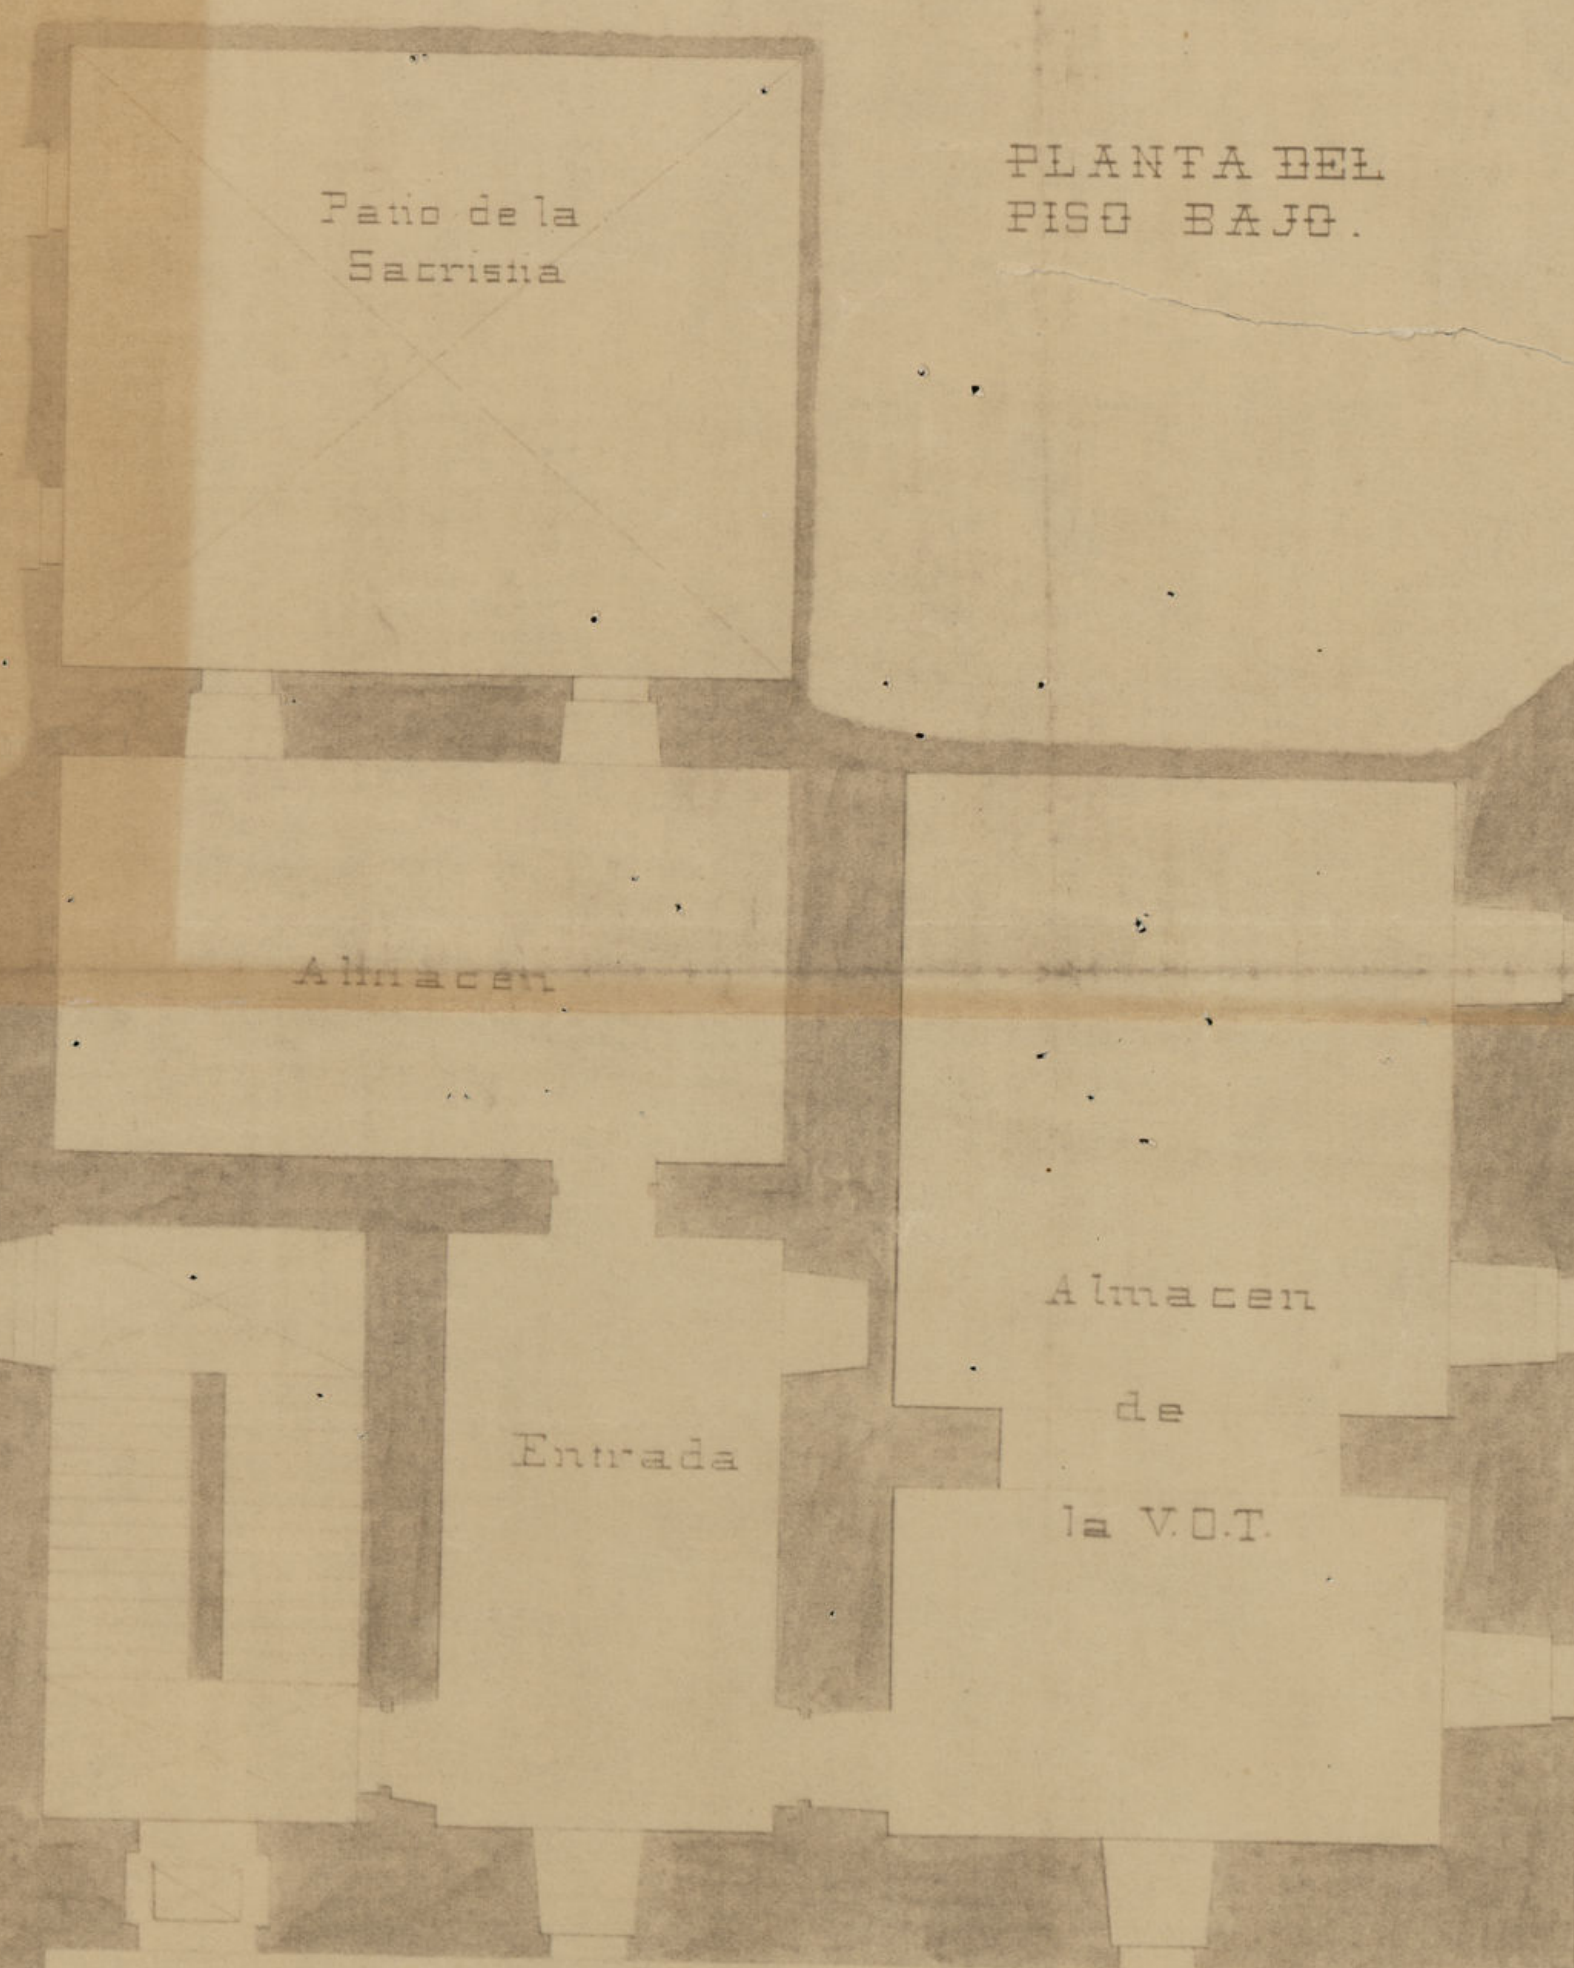 PLANTA DEL
PISO BAJO.
Patio de la
Sacristia
Almacen
Almacen
de
la V.O.T.
Entrada